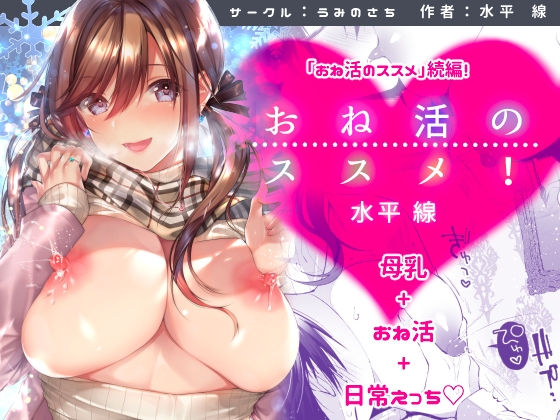 サークル：うみのさち　作者：水平 線
「おね活のススメ」続編！
おね活の
ススメ！
水平 線
母乳
+
おね活
+
日常えっち♡